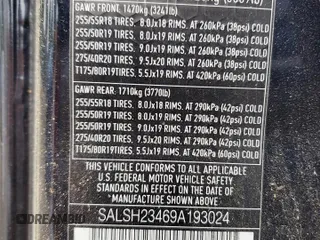 GAWR FRONT: 1470kg (3241lb)
255/55R18 TIRES. 8.0Jx18 RIMS. AT 260kPa (38psi) COLD
255/50R19 TIRES. 8.0Jx19 RIMS. AT 260kPa (38psi) COLD
255/50R19 TIRES. 9.0Jx19 RIMS. AT 260kPa (38psi) COLD
275/40R20 TIRES. 9.5Jx20 RIMS. AT 260kPa (38psi) COLD
T175/80R19TIRES. 5.5Jx19 RIMS. AT 420kPa (60psi) COLD
GAWR REAR: 1710kg (3770lb)
255/55R18 TIRES. 8.0Jx18 RIMS. AT 290kPa (42psi) COLD
255/50R19 TIRES. 8.0Jx19 RIMS. AT 290kPa (42psi) COLD
255/50R19 TIRES. 9.0Jx19 RIMS. AT 290kPa (42psi) COLD
275/40R20 TIRES. 9.5Jx20 RIMS. AT 290kPa (42psi) COLD
T175/80R19TIRES. 5.5Jx19 RIMS. AT 420kPa (60psi) COLD
THIS VEHICLE CONFORMS TO ALL APPLICABLE
U.S. FEDERAL MOTOR VEHICLE SAFETY
STANDARDS IN EFFECT ON THE DATE OF
MANUFACTURE SHOWN ABOVE.
SALSH23469A193024